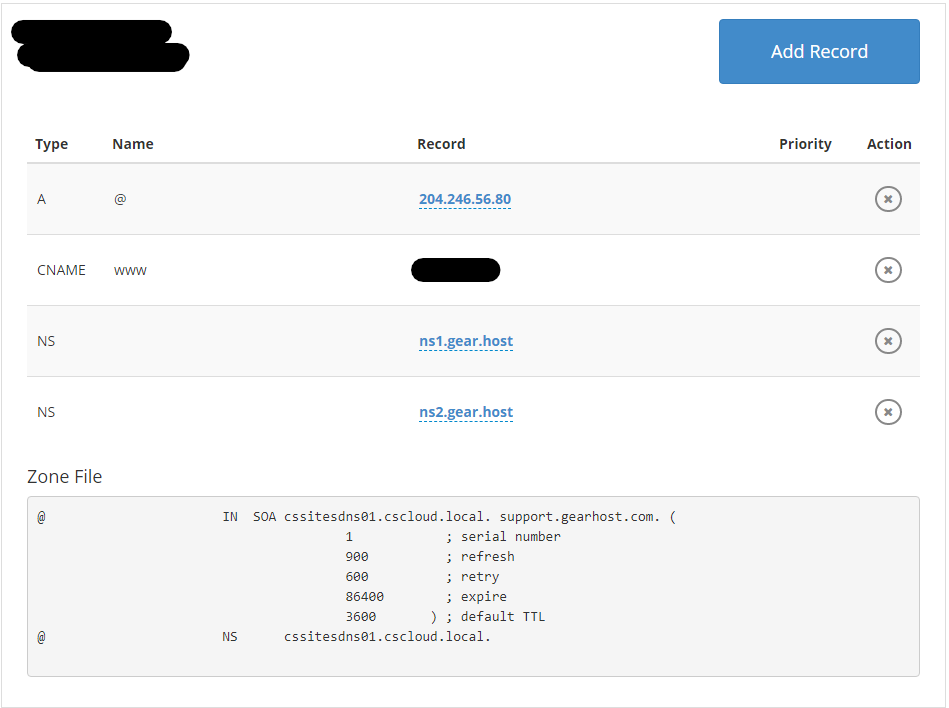 Add Record
Type Name Record Priority Action
A @ 204.246.56.80
CNAME www
NS ns1.gear.host
NS ns2.gear.host
Zone File
@ IN SOA cssitesdns01.cscloud.local. support.gearhost.com. (
1 ; serial number
900 ; refresh
600 ; retry
86400 ; expire
3600 ) ; default TTL
@ NS cssitesdns01.cscloud.local.